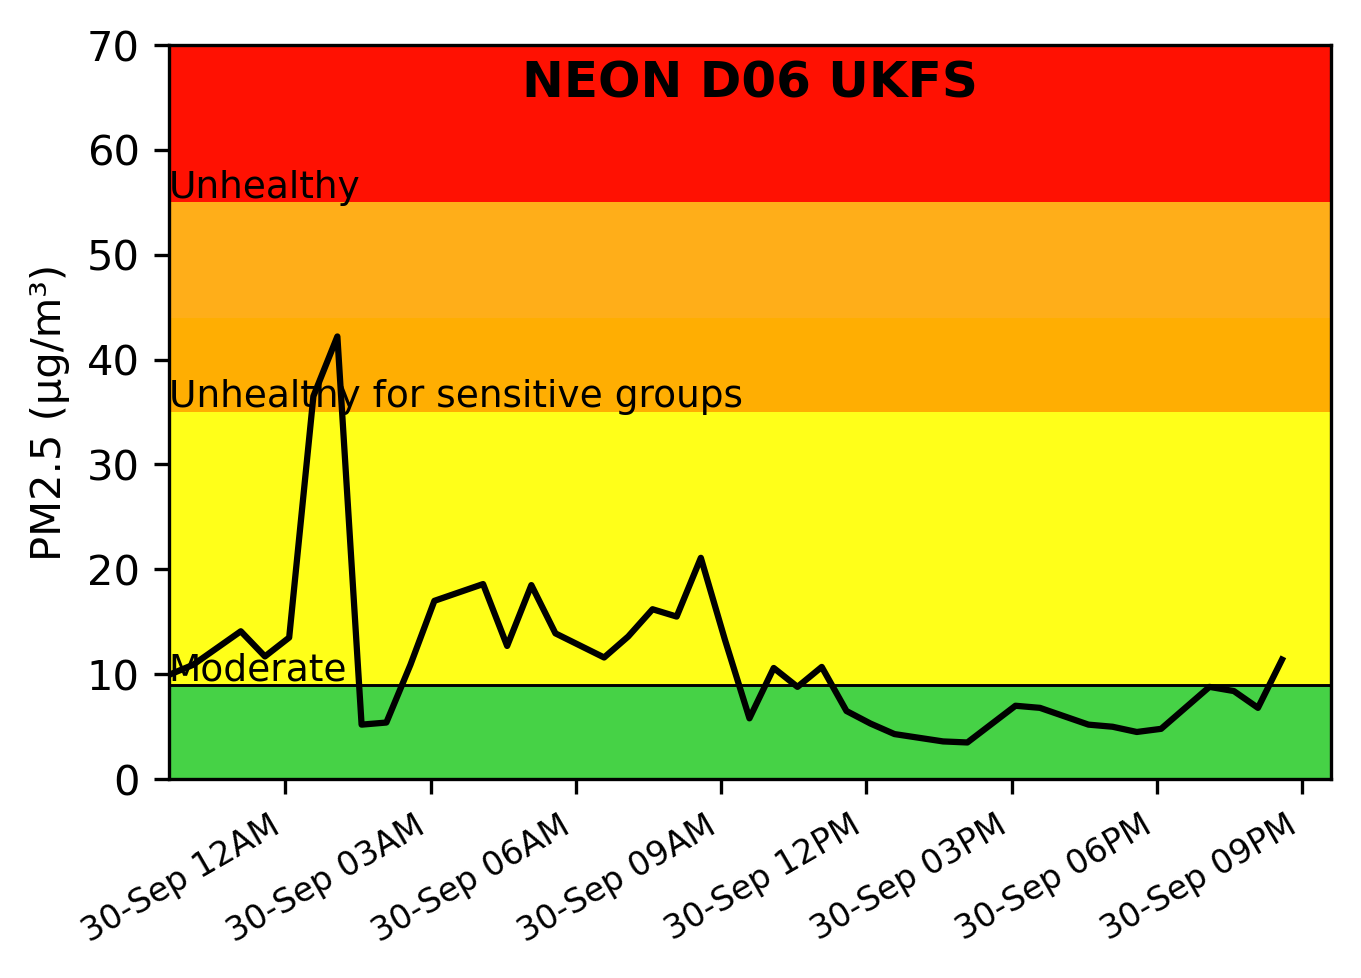 NEON D06 UKFS
PM2.5 (μg/m³)
70
60
50
40
30
20
10
0
Unhealthy
Unhealthy for sensitive groups
Moderate
30-Sep 12AM
30-Sep 03AM
30-Sep 06AM
30-Sep 09AM
30-Sep 12PM
30-Sep 03PM
30-Sep 06PM
30-Sep 09PM